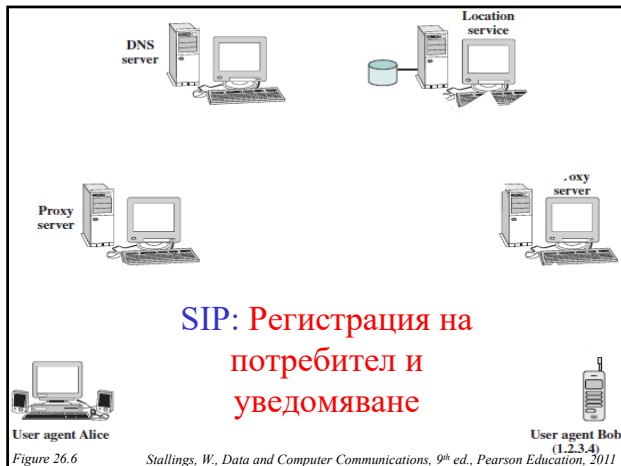 DNS
server
Location
service
Proxy
server
server
SIP: Регистрация на
потребител и
уведомяване
User agent Alice
User agent Bob
(1.2.3.4)
Figure 26.6
Stallings, W., Data and Computer Communications, 9th ed., Pearson Education, 2011